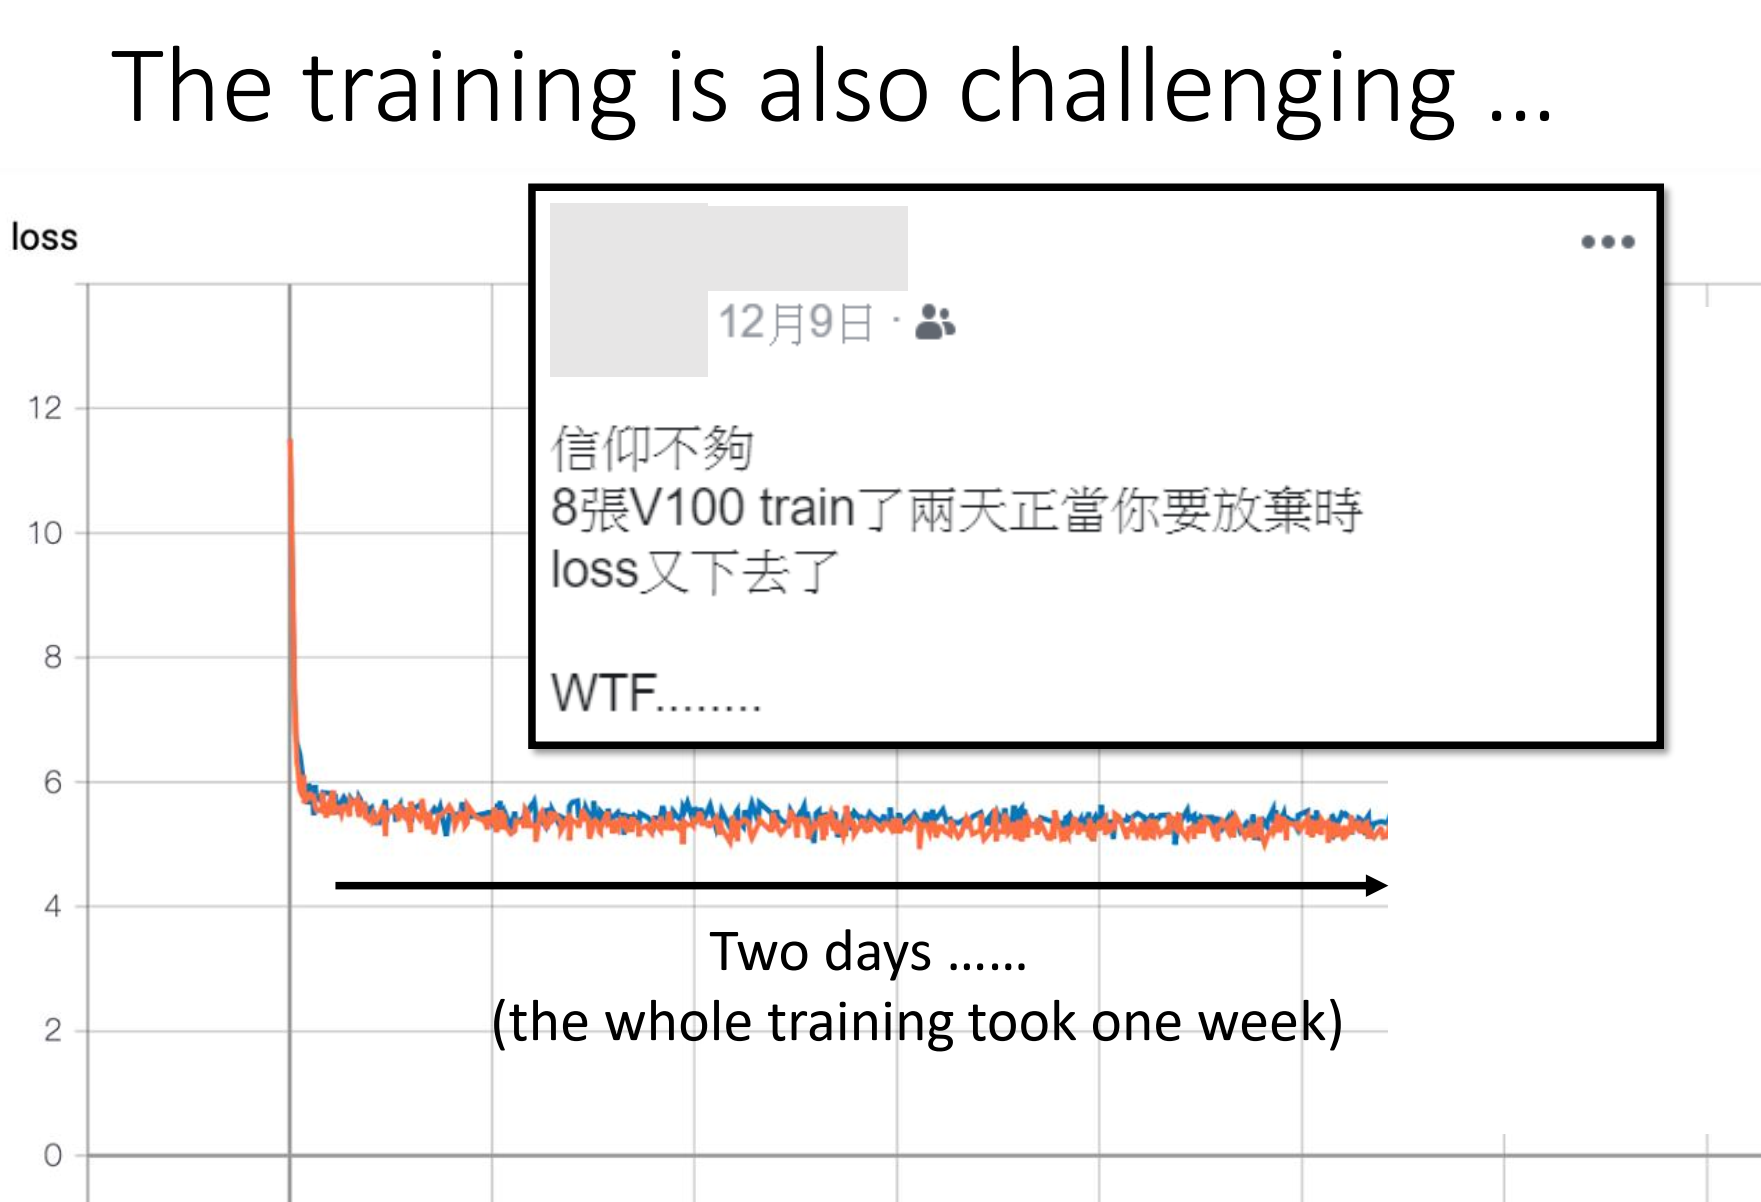 The training is also challenging …
loss
12月9日 ·
信仰不夠
8張V100 train了兩天正當你要放棄時
loss又下去了
WTF........
12
10
8
6
4
2
0
Two days ……
(the whole training took one week)